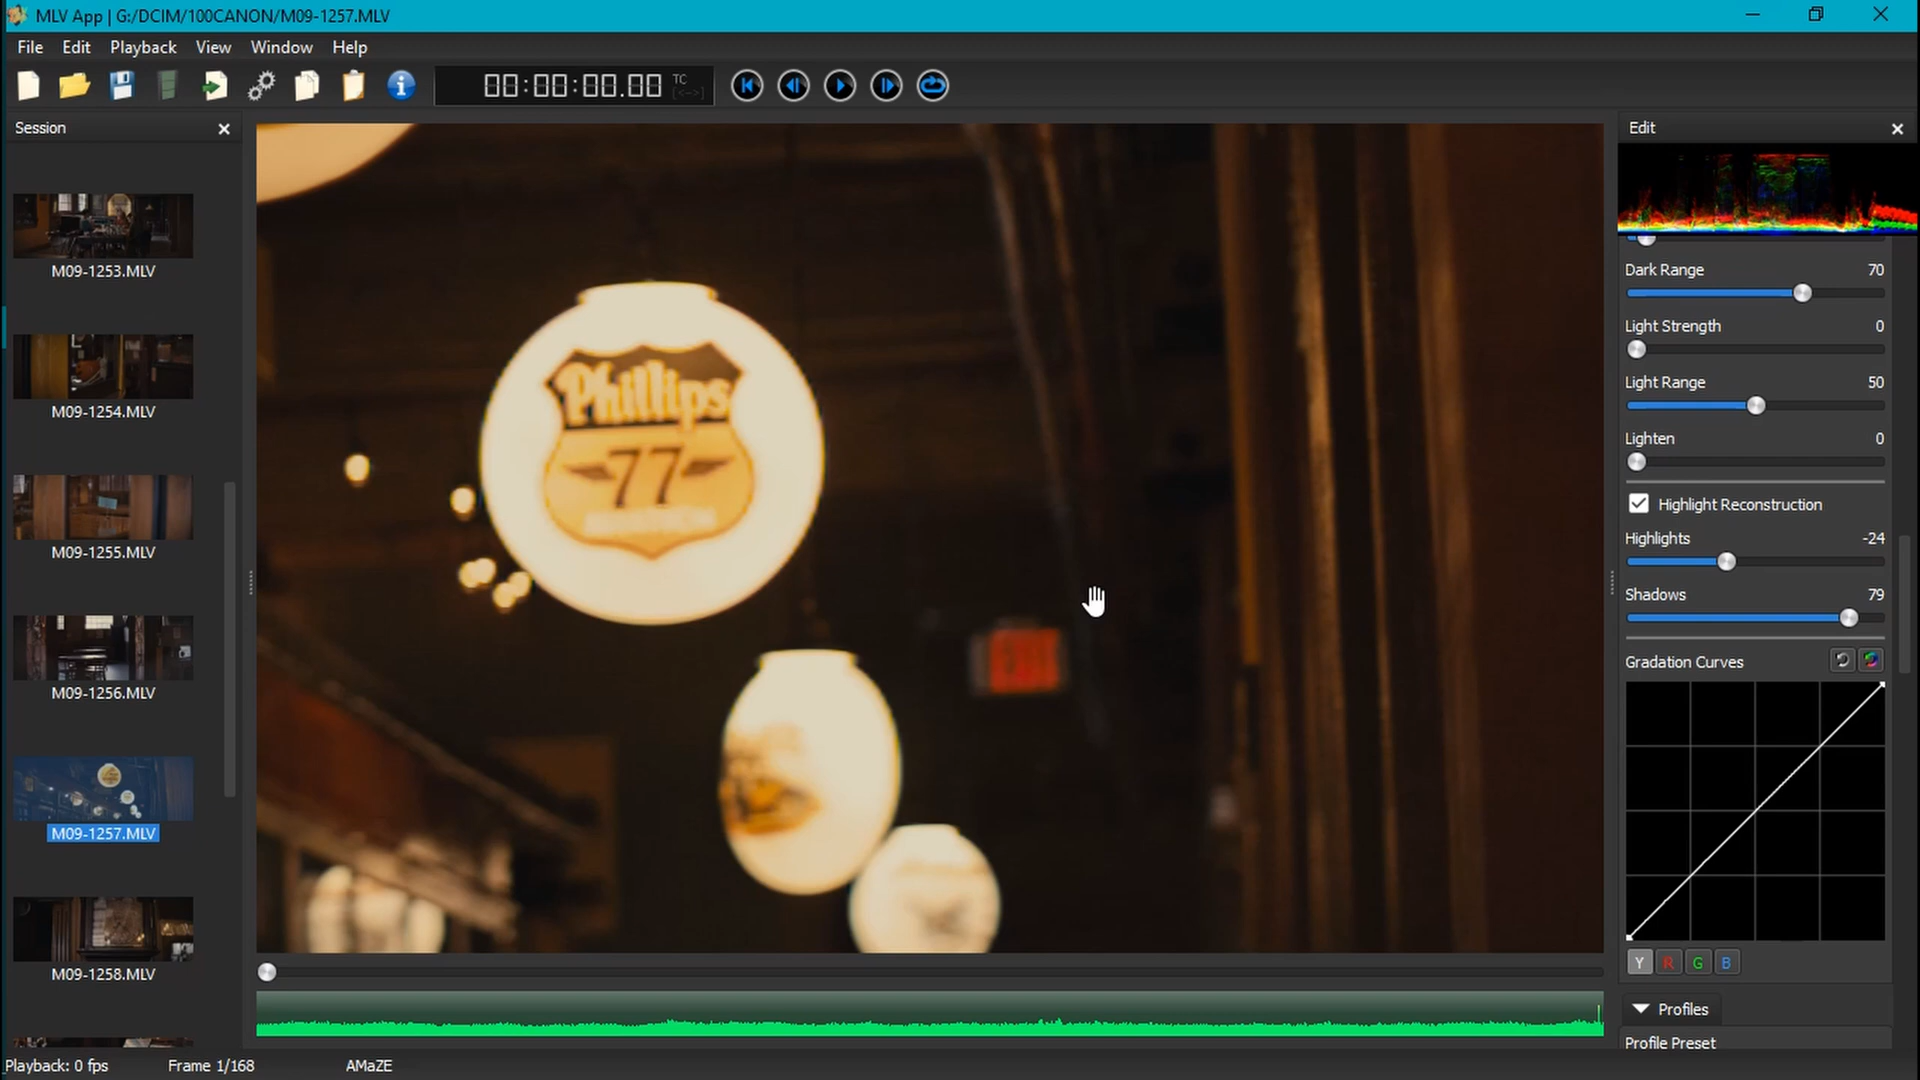 MLV App | G:/DCIM/100CANON/M09-1257.MLV
File Edit Playback View Window Help
00:00:00.00 TC
Session
Edit
M09-1253.MLV
M09-1254.MLV
M09-1255.MLV
M09-1256.MLV
M09-1257.MLV
M09-1258.MLV
Phillips
77
EXIT
Dark Range 70
Light Strength 0
Light Range 50
Lighten 0
Highlight Reconstruction
Highlights -24
Shadows 79
Gradation Curves
Y R G B
Profiles
Profile Preset
Playback: 0 fps Frame 1/168 AMaZE